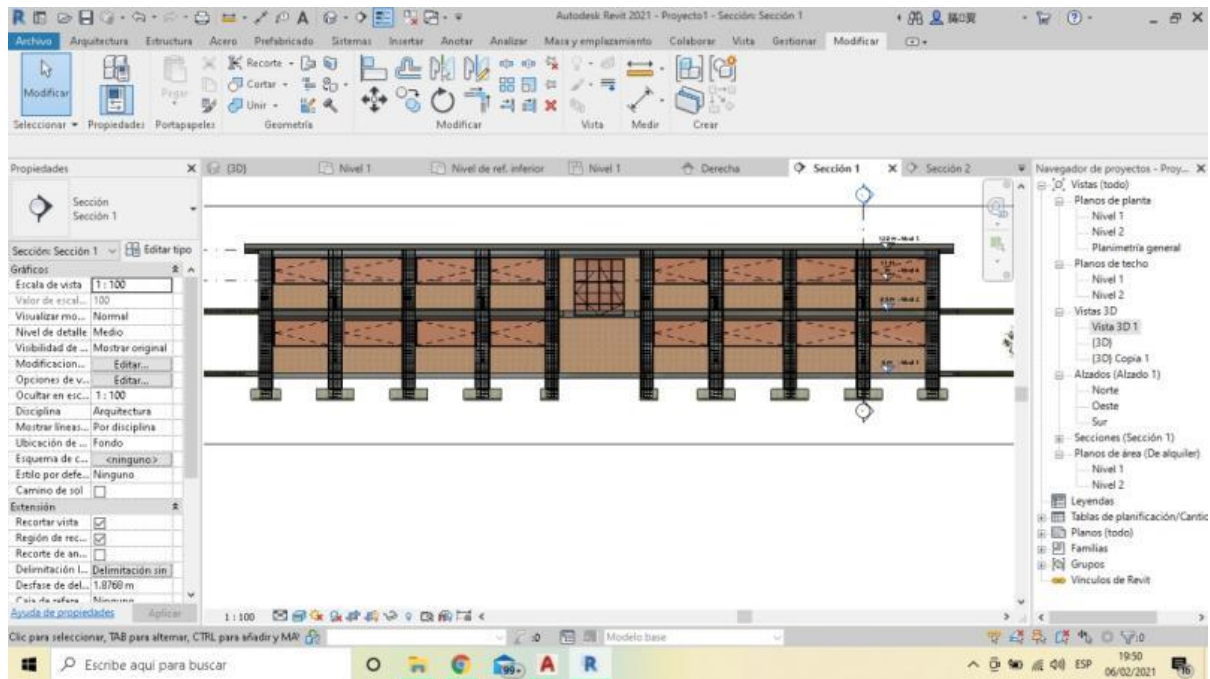 Autodesk Revit 2021 - Proyecto1 - Sección: Sección 1
Archivo Arquitectura Estructura Acero Prefabricado Sistemas Insertar Anotar Analizar Masa y emplazamiento Colaborar Vista Gestionar Modificar
Modificar
Pegar
Recorte
Cortar
Unir
Seleccionar Propiedades Portapapeles Geometría Modificar Vista Medir Crear
Propiedades
(3D) Nivel 1 Nivel de ref. inferior Nivel 1 Derecha Sección 1 Sección 2
Sección
Sección 1
Sección: Sección 1 Editar tipo
Gráficos
Escala de vista 1 : 100
Valor de escal... 100
Visualizar mo... Normal
Nivel de detalle Medio
Visibilidad de ... Mostrar original
Modificacion... Editar...
Opciones de v... Editar...
Ocultar en esc... 1 : 100
Disciplina Arquitectura
Mostrar líneas... Por disciplina
Ubicación de ... Fondo
Esquema de c... <ninguno>
Estilo por defe... Ninguno
Camino de sol
Extensión
Recortar vista
Región de rec...
Recorte de an...
Delimitación l... Delimitación sin
Desfase de del... 1.8768 m
Ayuda de propiedades Aplicar
Navegador de proyectos - Proy...
Vistas (todo)
Planos de planta
Nivel 1
Nivel 2
Planimetría general
Planos de techo
Nivel 1
Nivel 2
Vistas 3D
Vista 3D 1
(3D)
(3D) Copia 1
Alzados (Alzado 1)
Norte
Oeste
Sur
Secciones (Sección 1)
Planos de área (De alquiler)
Nivel 1
Nivel 2
Leyendas
Tablas de planificación/Cantic
Planos (todo)
Familias
Grupos
Vínculos de Revit
1 : 100
Clic para seleccionar, TAB para alternar, CTRL para añadir y MAY
:0
Modelo base
:0
Escribe aquí para buscar
99+
ESP
19:50
06/02/2021
16